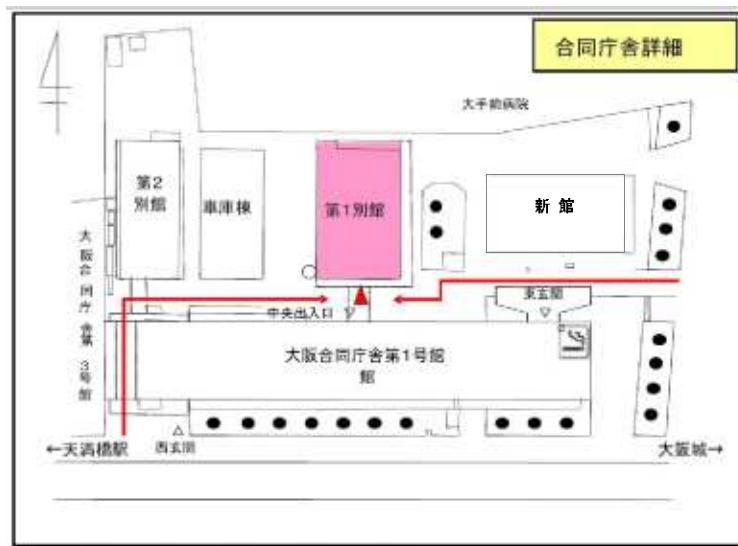 合同庁舎詳細
大手前病院
第2
別館
車庫棟
第1別館
新館
大阪合同庁舎第3号館
中央出入口
東玄関
大阪合同庁舎第1号館
館
←天満橋駅
西玄関
大阪城→